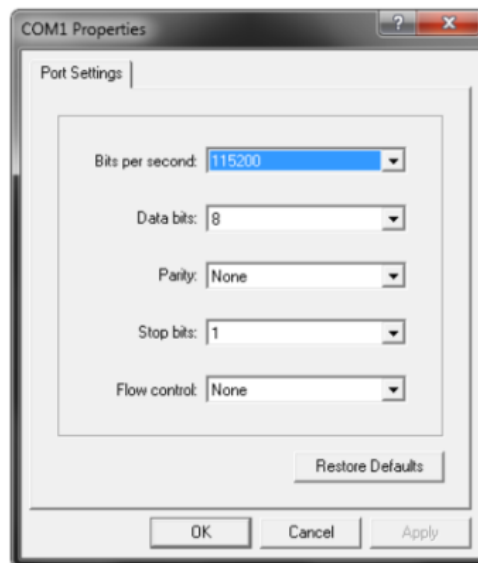 COM1 Properties
Port Settings
Bits per second: 115200
Data bits: 8
Parity: None
Stop bits: 1
Flow control: None
Restore Defaults
OK Cancel Apply